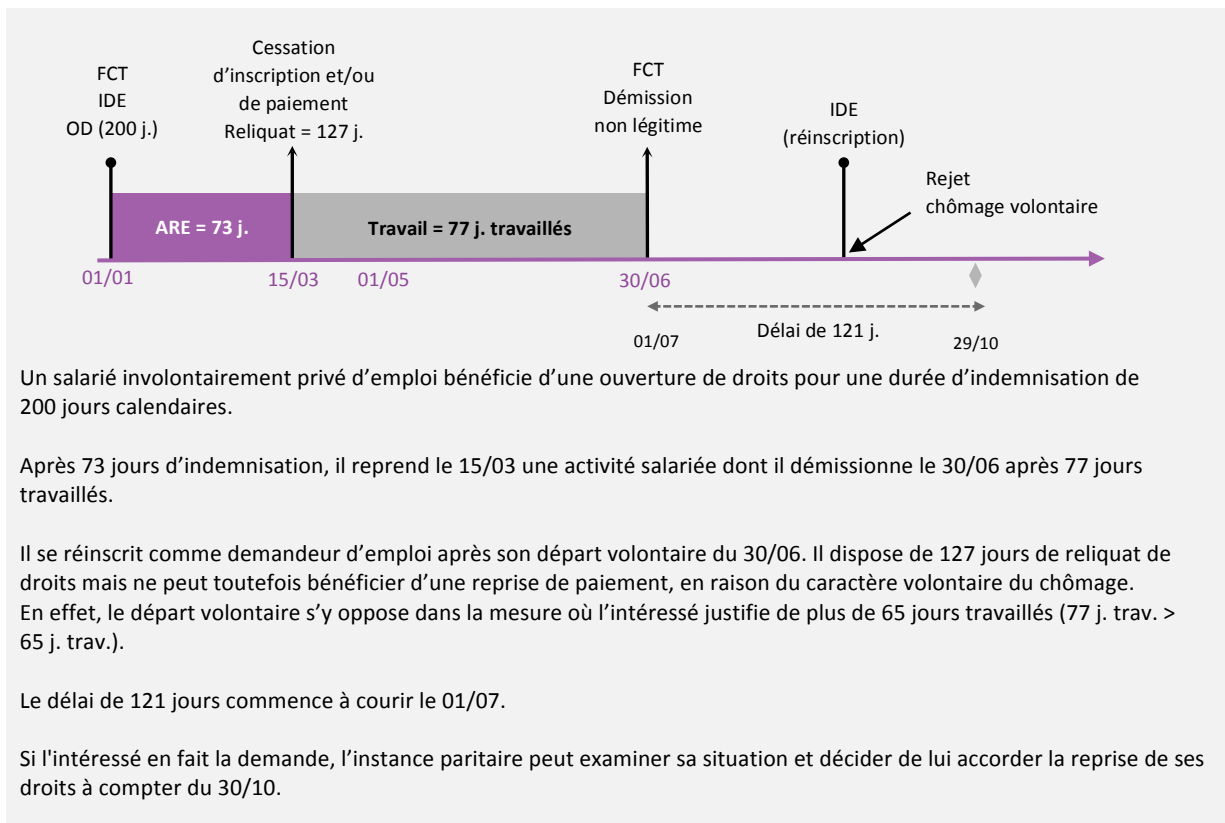 Cessation
d’inscription et/ou
de paiement
Reliquat = 127 j.
FCT
IDE
OD (200 j.)
FCT
Démission
non légitime
IDE
(réinscription)
Rejet
chômage volontaire
ARE = 73 j.
Travail = 77 j. travaillés
01/01
15/03
01/05
30/06
01/07
Délai de 121 j.
29/10
Un salarié involontairement privé d’emploi bénéficie d’une ouverture de droits pour une durée d’indemnisation de
200 jours calendaires.
Après 73 jours d’indemnisation, il reprend le 15/03 une activité salariée dont il démissionne le 30/06 après 77 jours
travaillés.
Il se réinscrit comme demandeur d’emploi après son départ volontaire du 30/06. Il dispose de 127 jours de reliquat de
droits mais ne peut toutefois bénéficier d’une reprise de paiement, en raison du caractère volontaire du chômage.
En effet, le départ volontaire s’y oppose dans la mesure où l’intéressé justifie de plus de 65 jours travaillés (77 j. trav. >
65 j. trav.).
Le délai de 121 jours commence à courir le 01/07.
Si l'intéressé en fait la demande, l’instance paritaire peut examiner sa situation et décider de lui accorder la reprise de ses
droits à compter du 30/10.